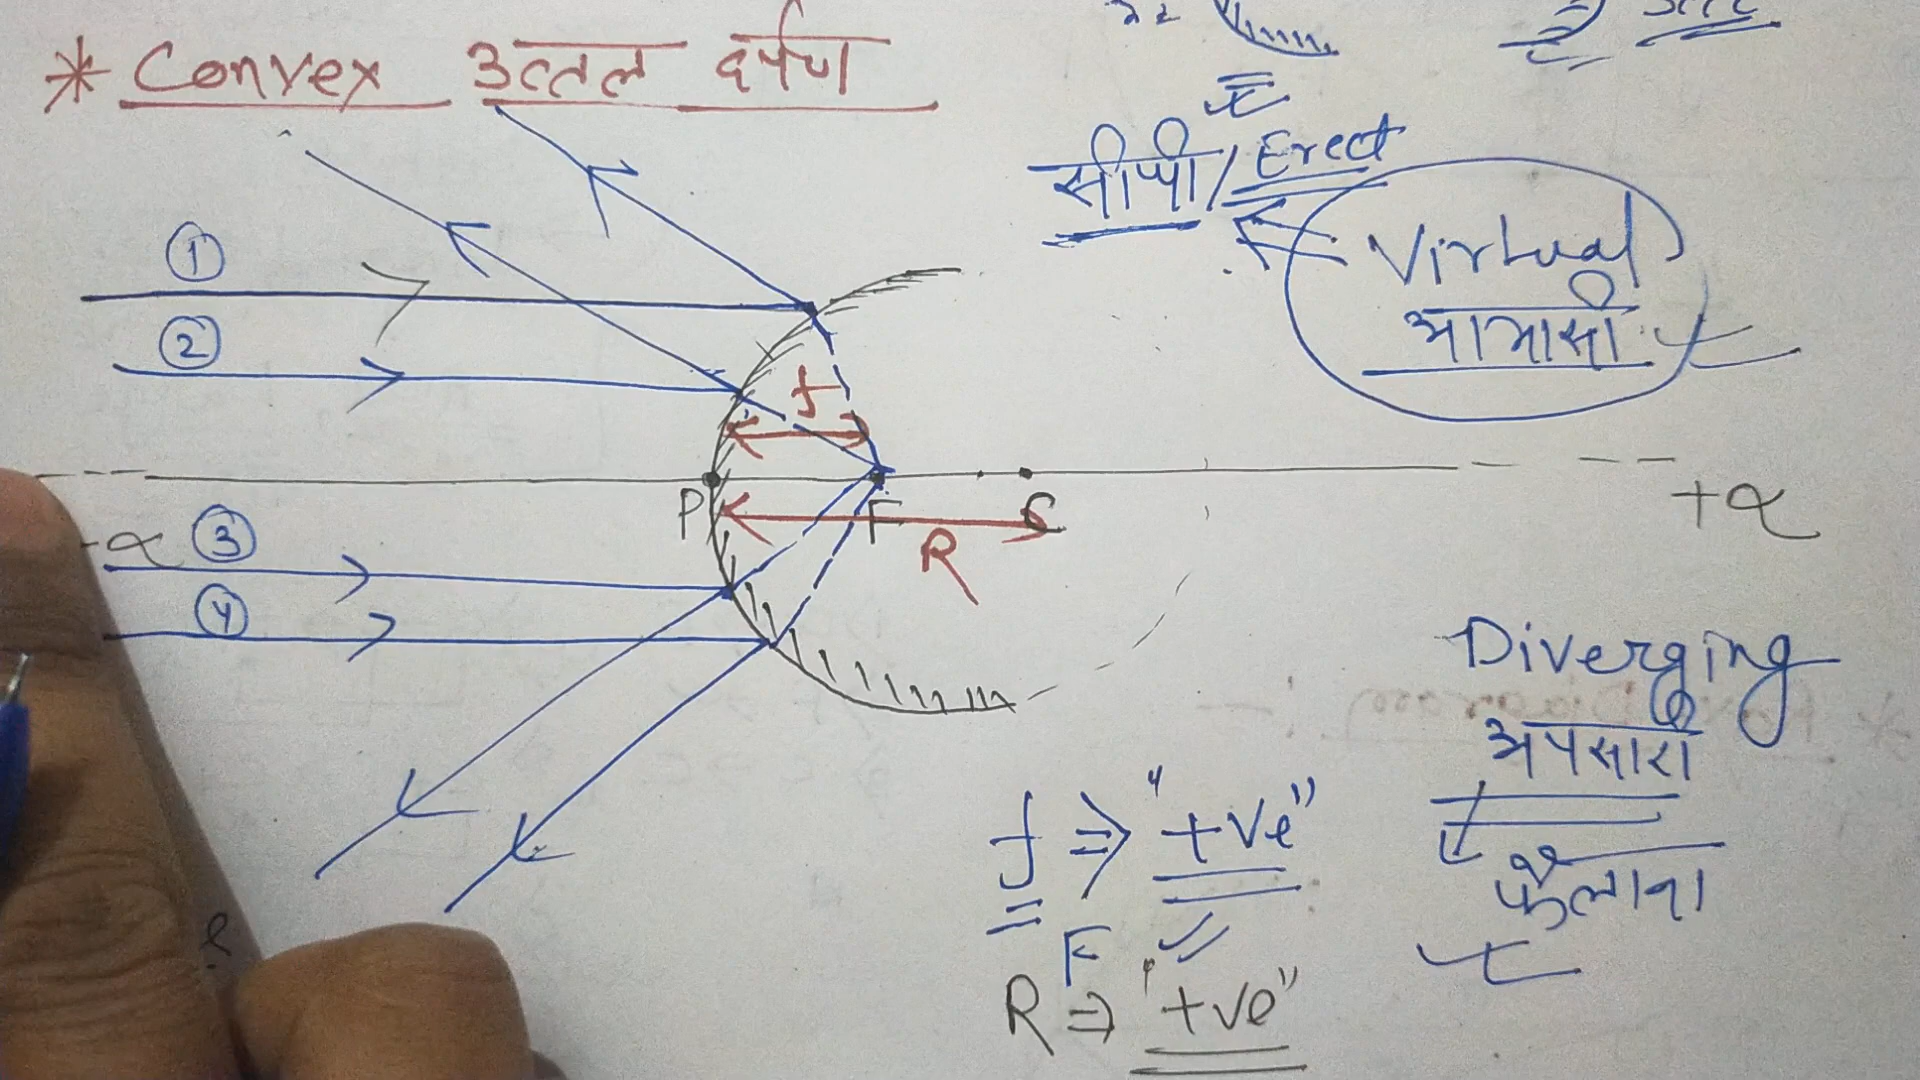 * Convex उत्तल दर्पण
सीधी / Erect
Virtual
आभासी
①
②
f
P
F
C
+α
-α
R
③
④
Diverging
अपसारी
फैलाना
f ⇒ "+ve"
F
R ⇒ "+ve"